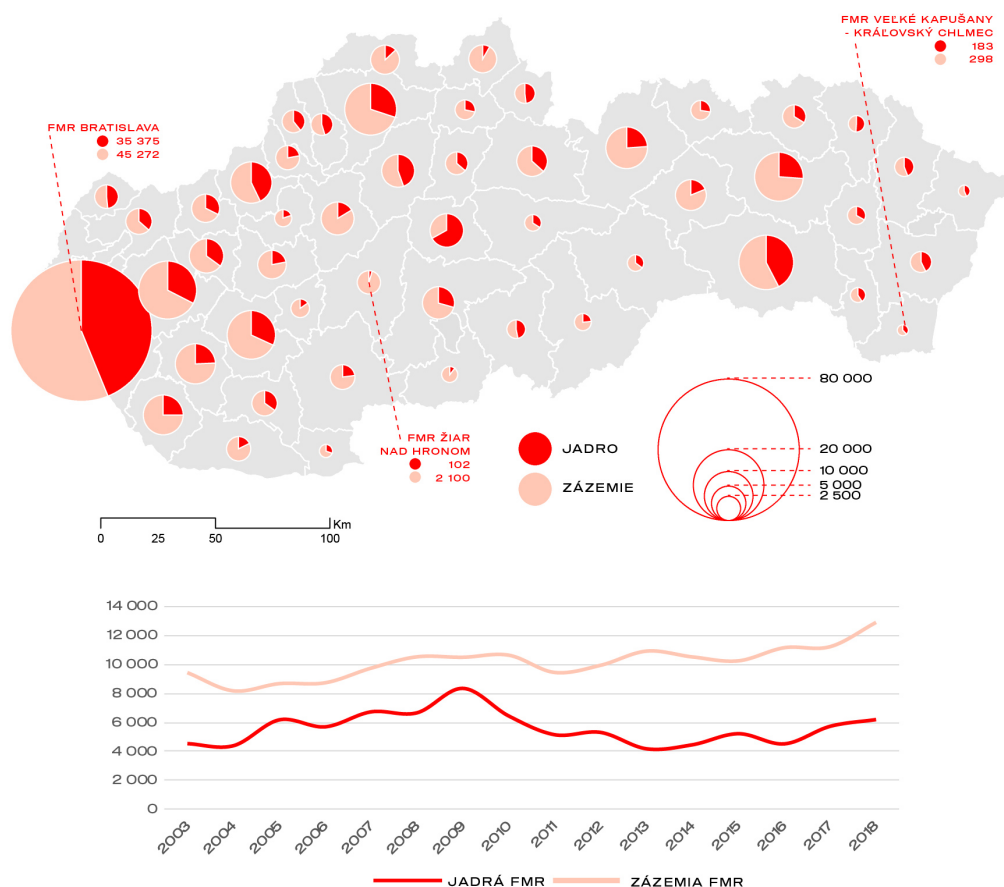 FMR VEĽKÉ KAPUŠANY
- KRÁĽOVSKÝ CHLMEC
183
298
FMR BRATISLAVA
35 375
45 272
FMR ŽIAR
NAD HRONOM
102
2 100
JADRO
ZÁZEMIE
80 000
20 000
10 000
5 000
2 500
Km
0 25 50 100
14 000
12 000
10 000
8 000
6 000
4 000
2 000
0
2003 2004 2005 2006 2007 2008 2009 2010 2011 2012 2013 2014 2015 2016 2017 2018
JADRÁ FMR ZÁZEMIA FMR